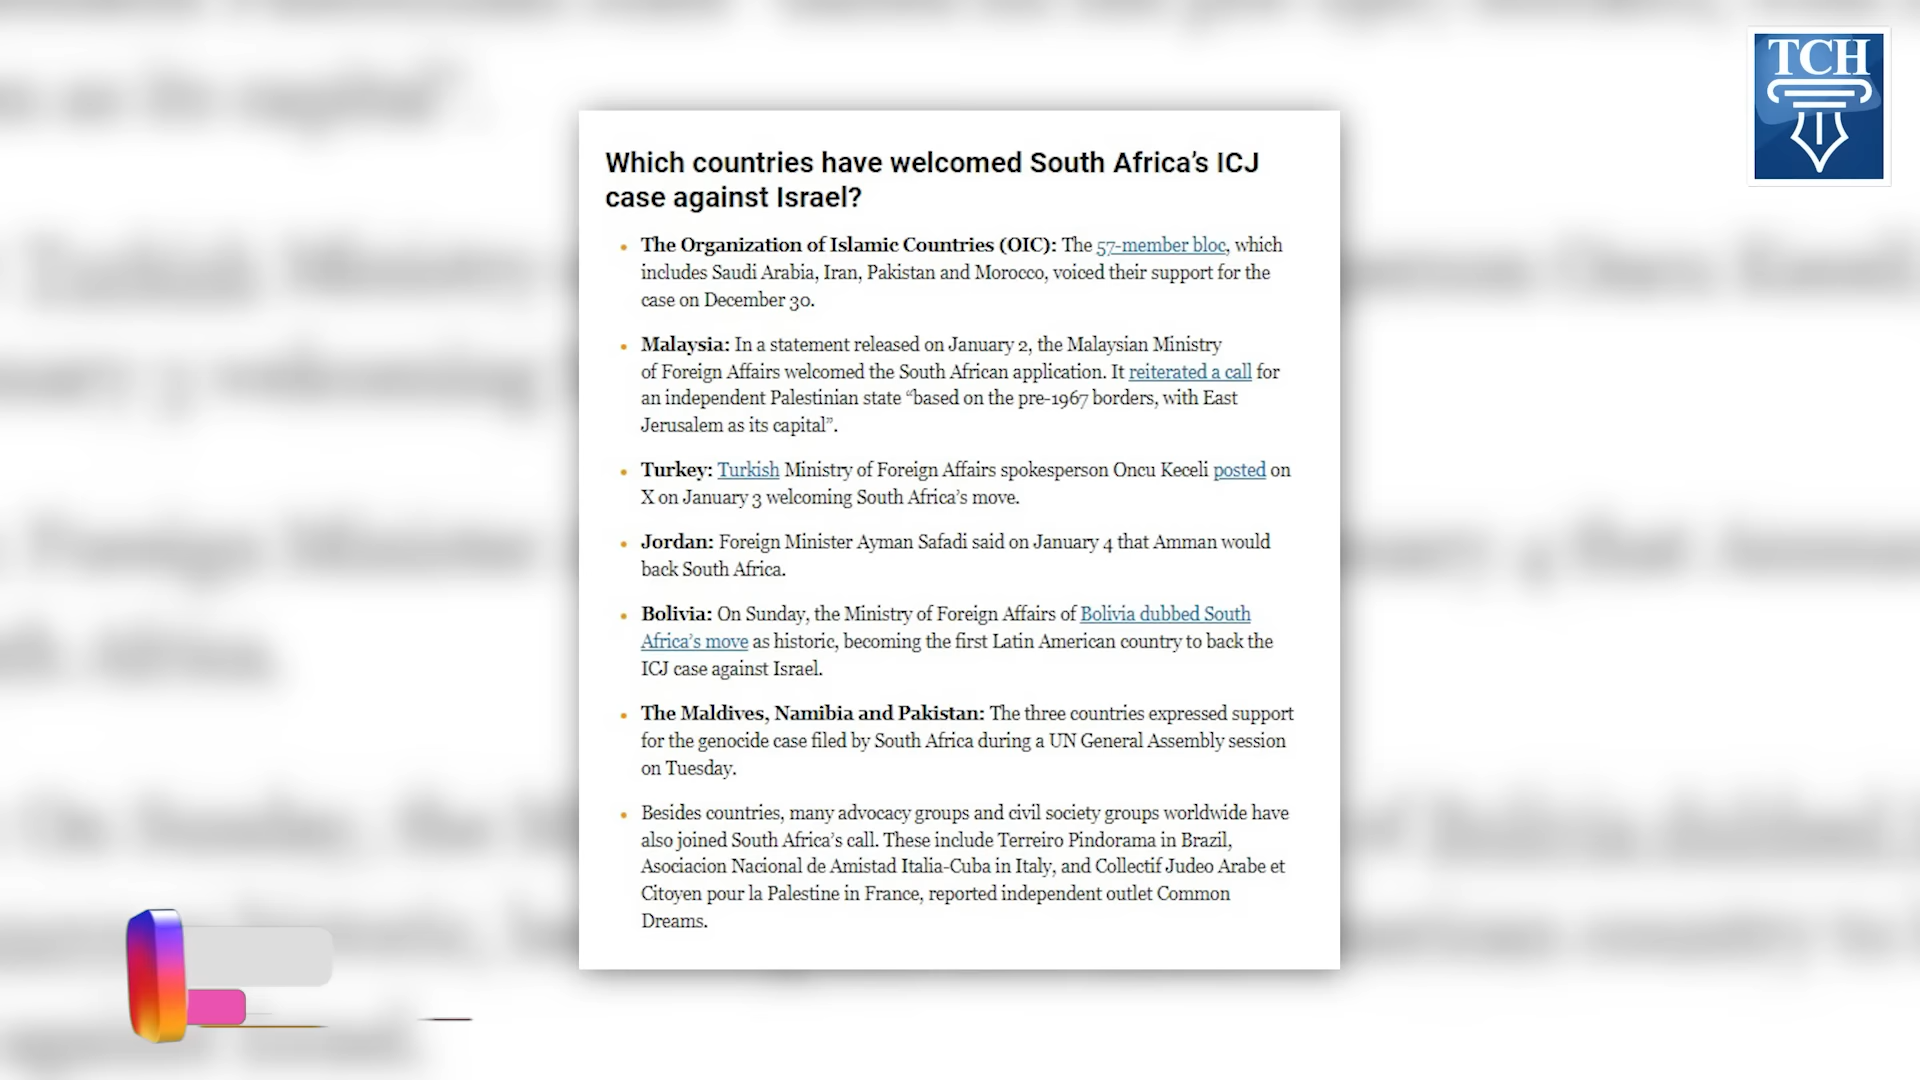 TCH
Which countries have welcomed South Africa’s ICJ
case against Israel?
• The Organization of Islamic Countries (OIC): The 57-member bloc, which
includes Saudi Arabia, Iran, Pakistan and Morocco, voiced their support for the
case on December 30.
• Malaysia: In a statement released on January 2, the Malaysian Ministry
of Foreign Affairs welcomed the South African application. It reiterated a call for
an independent Palestinian state “based on the pre-1967 borders, with East
Jerusalem as its capital”.
• Turkey: Turkish Ministry of Foreign Affairs spokesperson Oncu Keceli posted on
X on January 3 welcoming South Africa’s move.
• Jordan: Foreign Minister Ayman Safadi said on January 4 that Amman would
back South Africa.
• Bolivia: On Sunday, the Ministry of Foreign Affairs of Bolivia dubbed South
Africa’s move as historic, becoming the first Latin American country to back the
ICJ case against Israel.
• The Maldives, Namibia and Pakistan: The three countries expressed support
for the genocide case filed by South Africa during a UN General Assembly session
on Tuesday.
• Besides countries, many advocacy groups and civil society groups worldwide have
also joined South Africa’s call. These include Terreiro Pindorama in Brazil,
Asociacion Nacional de Amistad Italia-Cuba in Italy, and Collectif Judeo Arabe et
Citoyen pour la Palestine in France, reported independent outlet Common
Dreams.